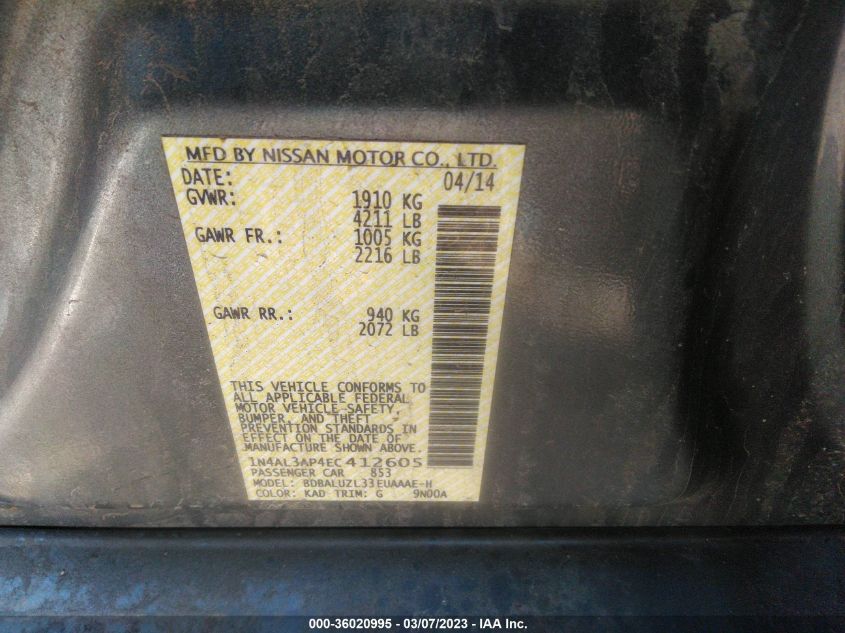 MFD BY NISSAN MOTOR CO., LTD.
DATE: 04/14
GVWR: 1910 KG
4211 LB
GAWR FR.: 1005 KG
2216 LB
GAWR RR.: 940 KG
2072 LB
THIS VEHICLE CONFORMS TO
ALL APPLICABLE FEDERAL
MOTOR VEHICLE SAFETY,
BUMPER, AND THEFT
PREVENTION STANDARDS IN
EFFECT ON THE DATE OF
MANUFACTURE SHOWN ABOVE.
1N4AL3AP4EC412605
PASSENGER CAR 853
MODEL: BDBALUZL33EUAAAE-H
COLOR: KAD TRIM: G 9N00A
000-36020995 - 03/07/2023 - IAA Inc.